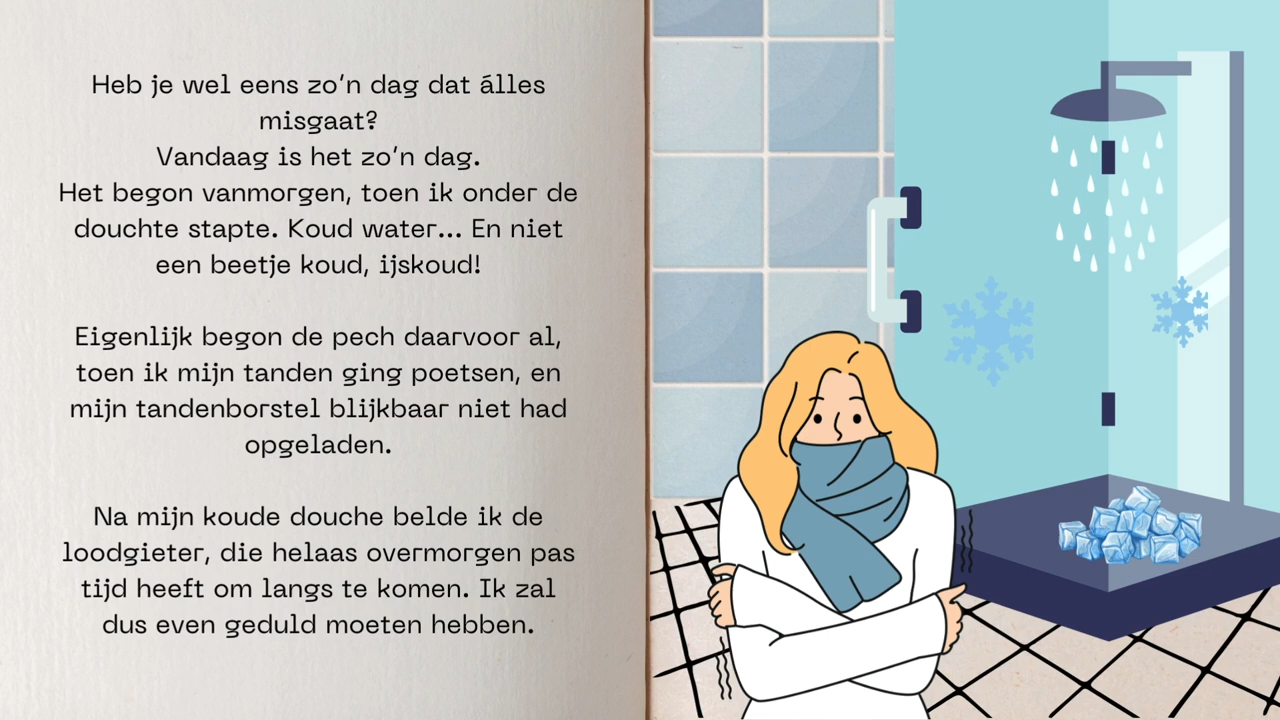 Heb je wel eens zo'n dag dat álles
misgaat?
Vandaag is het zo'n dag.
Het begon vanmorgen, toen ik onder de
douchte stapte. Koud water... En niet
een beetje koud, ijskoud!
Eigenlijk begon de pech daarvoor al,
toen ik mijn tanden ging poetsen, en
mijn tandenborstel blijkbaar niet had
opgeladen.
Na mijn koude douche belde ik de
loodgieter, die helaas overmorgen pas
tijd heeft om langs te komen. Ik zal
dus even geduld moeten hebben.